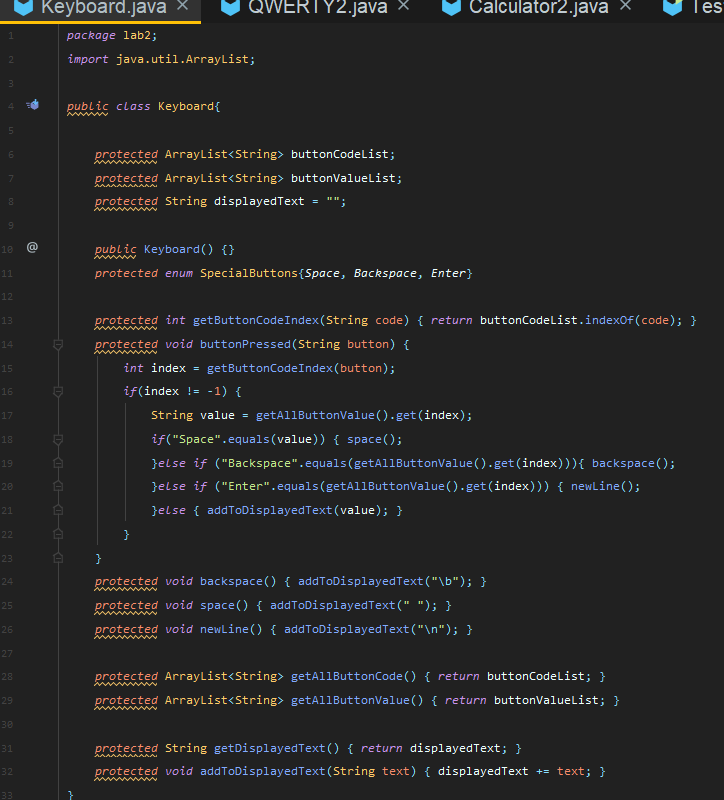 Keyboard.java × QWERTY2.java × Calculator2.java × Test
1 package lab2;
2 import java.util.ArrayList;
3
4 public class Keyboard{
5
6 protected ArrayList<String> buttonCodeList;
7 protected ArrayList<String> buttonValueList;
8 protected String displayedText = "";
9
10 @ public Keyboard() {}
11 protected enum SpecialButtons{Space, Backspace, Enter}
12
13 protected int getButtonCodeIndex(String code) { return buttonCodeList.indexOf(code); }
14 protected void buttonPressed(String button) {
15 int index = getButtonCodeIndex(button);
16 if(index != -1) {
17 String value = getAllButtonValue().get(index);
18 if("Space".equals(value)) { space();
19 }else if ("Backspace".equals(getAllButtonValue().get(index))){ backspace();
20 }else if ("Enter".equals(getAllButtonValue().get(index))) { newLine();
21 }else { addToDisplayedText(value); }
22 }
23 }
24 protected void backspace() { addToDisplayedText("\b"); }
25 protected void space() { addToDisplayedText(" "); }
26 protected void newLine() { addToDisplayedText("\n"); }
27
28 protected ArrayList<String> getAllButtonCode() { return buttonCodeList; }
29 protected ArrayList<String> getAllButtonValue() { return buttonValueList; }
30
31 protected String getDisplayedText() { return displayedText; }
32 protected void addToDisplayedText(String text) { displayedText += text; }
33 }